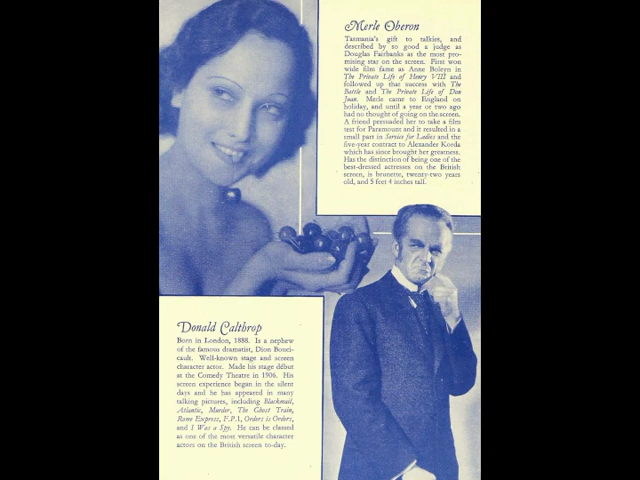 Merle Oberon
Tasmania's gift to talkies, and
described by so good a judge as
Douglas Fairbanks as the most pro-
mising star on the screen. First won
wide film fame as Anne Boleyn in
The Private Life of Henry VIII and
followed up that success with The
Battle and The Private Life of Don
Juan. Merle came to England on
holiday, and until a year or two ago
had no thought of going on the screen.
A friend persuaded her to take a film
test for Paramount and it resulted in a
small part in Service for Ladies and the
five-year contract to Alexander Korda
which has since brought her greatness.
Has the distinction of being one of the
best-dressed actresses on the British
screen, is brunette, twenty-two years
old, and 5 feet 4 inches tall.
Donald Calthrop
Born in London, 1888. Is a nephew
of the famous dramatist, Dion Bouci-
cault. Well-known stage and screen
character actor. Made his stage début
at the Comedy Theatre in 1906. His
screen experience began in the silent
days and he has appeared in many
talking pictures, including Blackmail,
Atlantic, Murder, The Ghost Train,
Rome Express, F.P.1, Orders is Orders,
and I Was a Spy. He can be classed
as one of the most versatile character
actors on the British screen to-day.